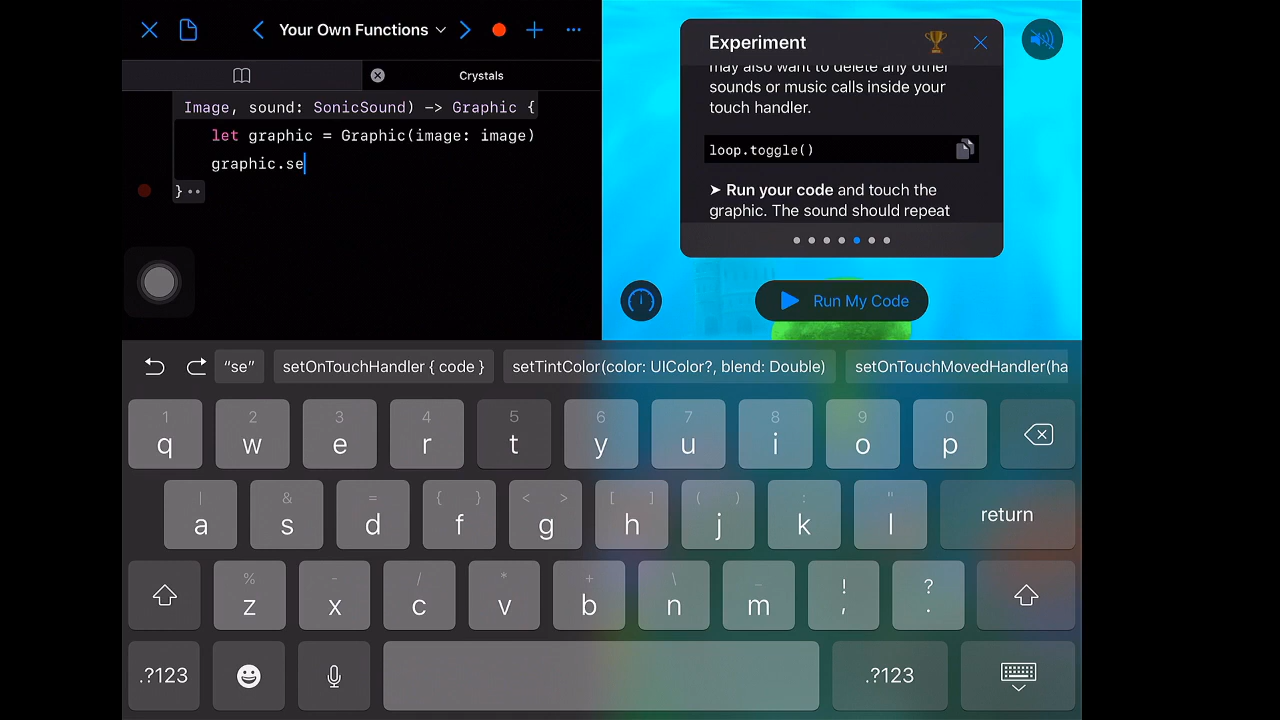 Your Own Functions
Crystals
Image, sound: SonicSound) -> Graphic {
let graphic = Graphic(image: image)
graphic.se
}
Experiment
may also want to delete any other
sounds or music calls inside your
touch handler.
loop.toggle()
➤ Run your code and touch the
graphic. The sound should repeat
Run My Code
“se” setOnTouchHandler { code } setTintColor(color: UIColor?, blend: Double) setOnTouchMovedHandler(ha
1 2 3 4 5 6 7 8 9 0
q w e r t y u i o p
| & = { } < > [ ] ( ) : "
a s d f g h j k l return
% - / * + \ _ ! ?
z x c v b n m , .
.?123 .?123